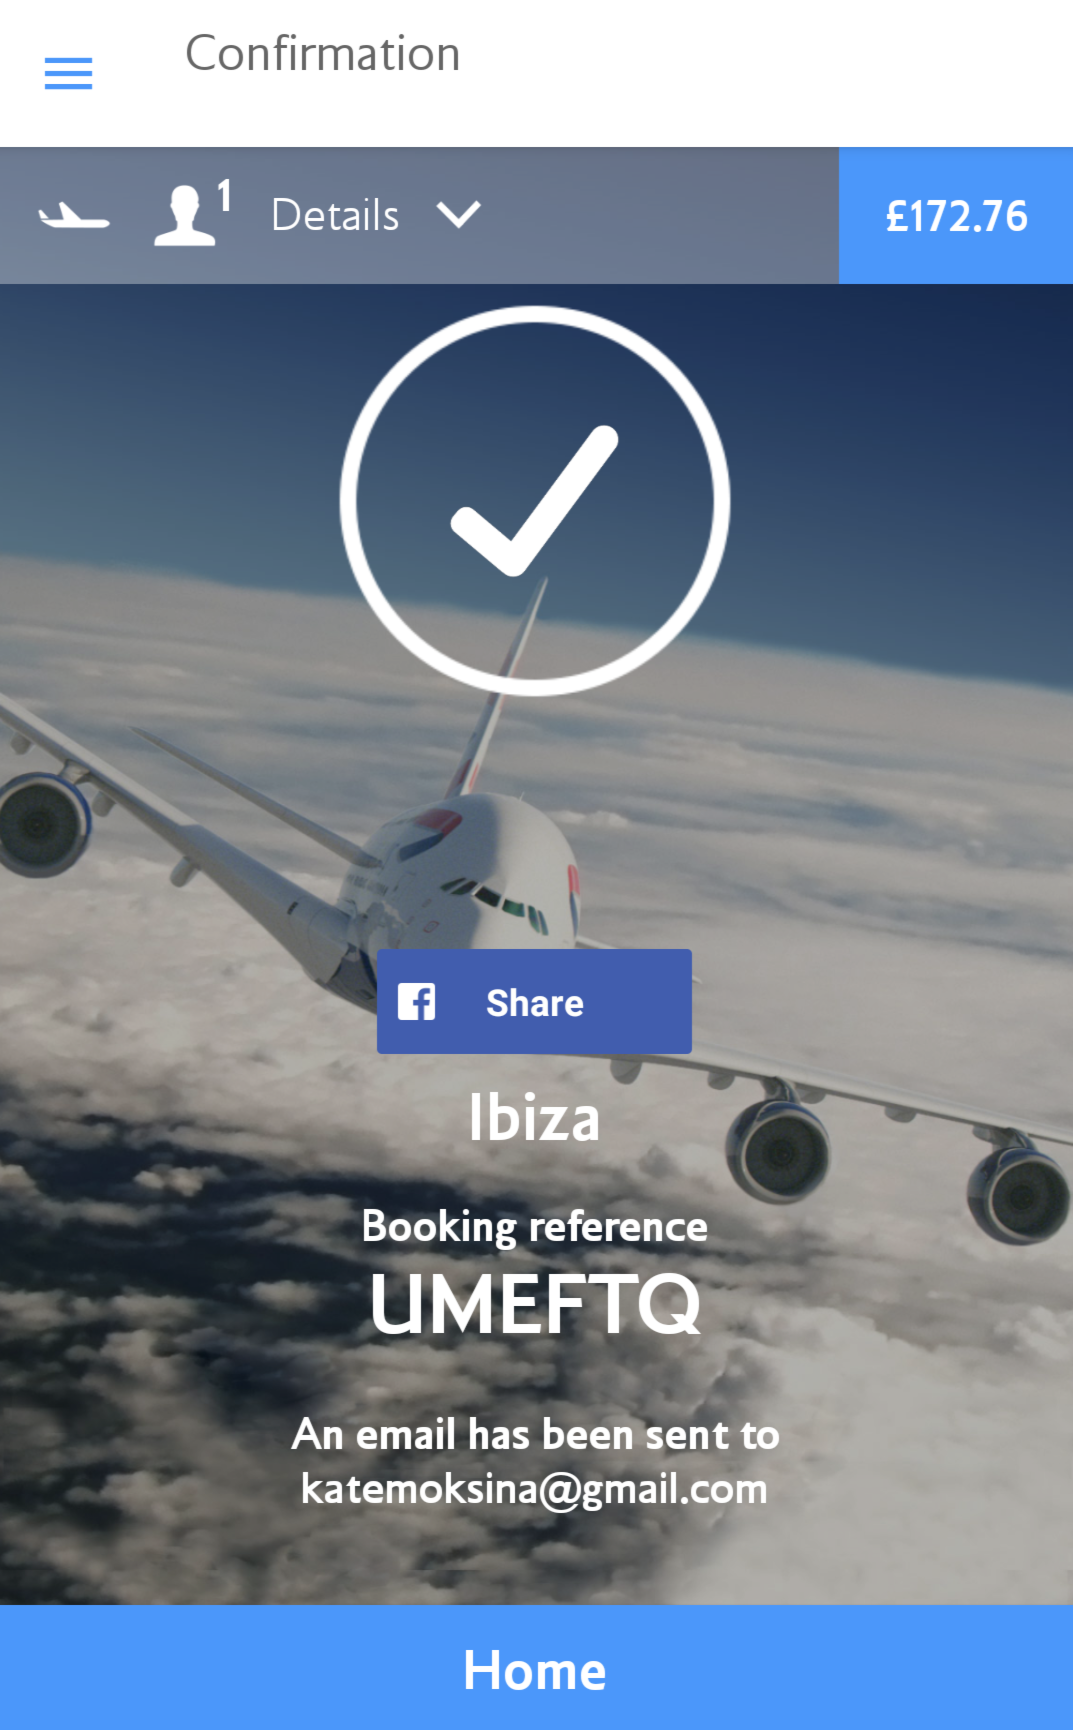 Confirmation
1 Details £172.76
Share
Ibiza
Booking reference
UMEFTQ
An email has been sent to
katemoksina@gmail.com
Home